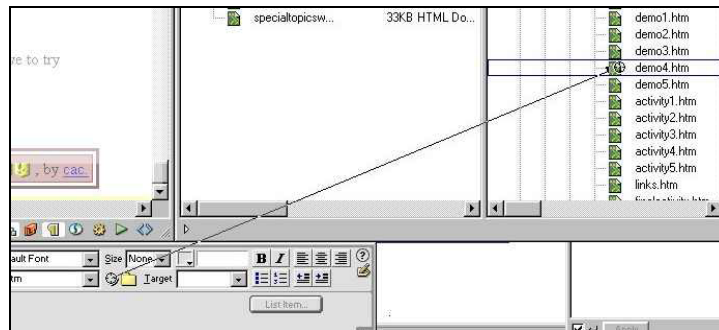 specialtopicsw... 33KB HTML Do...
demo1.htm
demo2.htm
demo3.htm
demo4.htm
demo5.htm
activity1.htm
activity2.htm
activity3.htm
activity4.htm
activity5.htm
links.htm
ve to try
, by cac
ault Font Size None B I
tm Target
List Item...
Apply